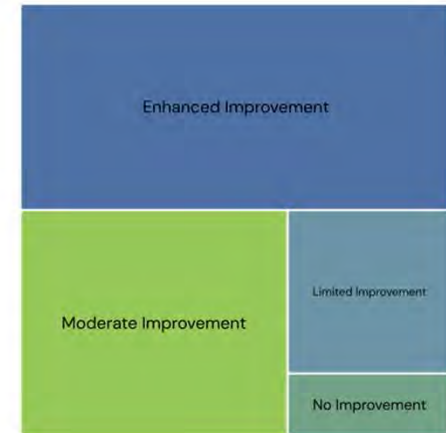 Enhanced Improvement
Moderate Improvement
Limited Improvement
No Improvement